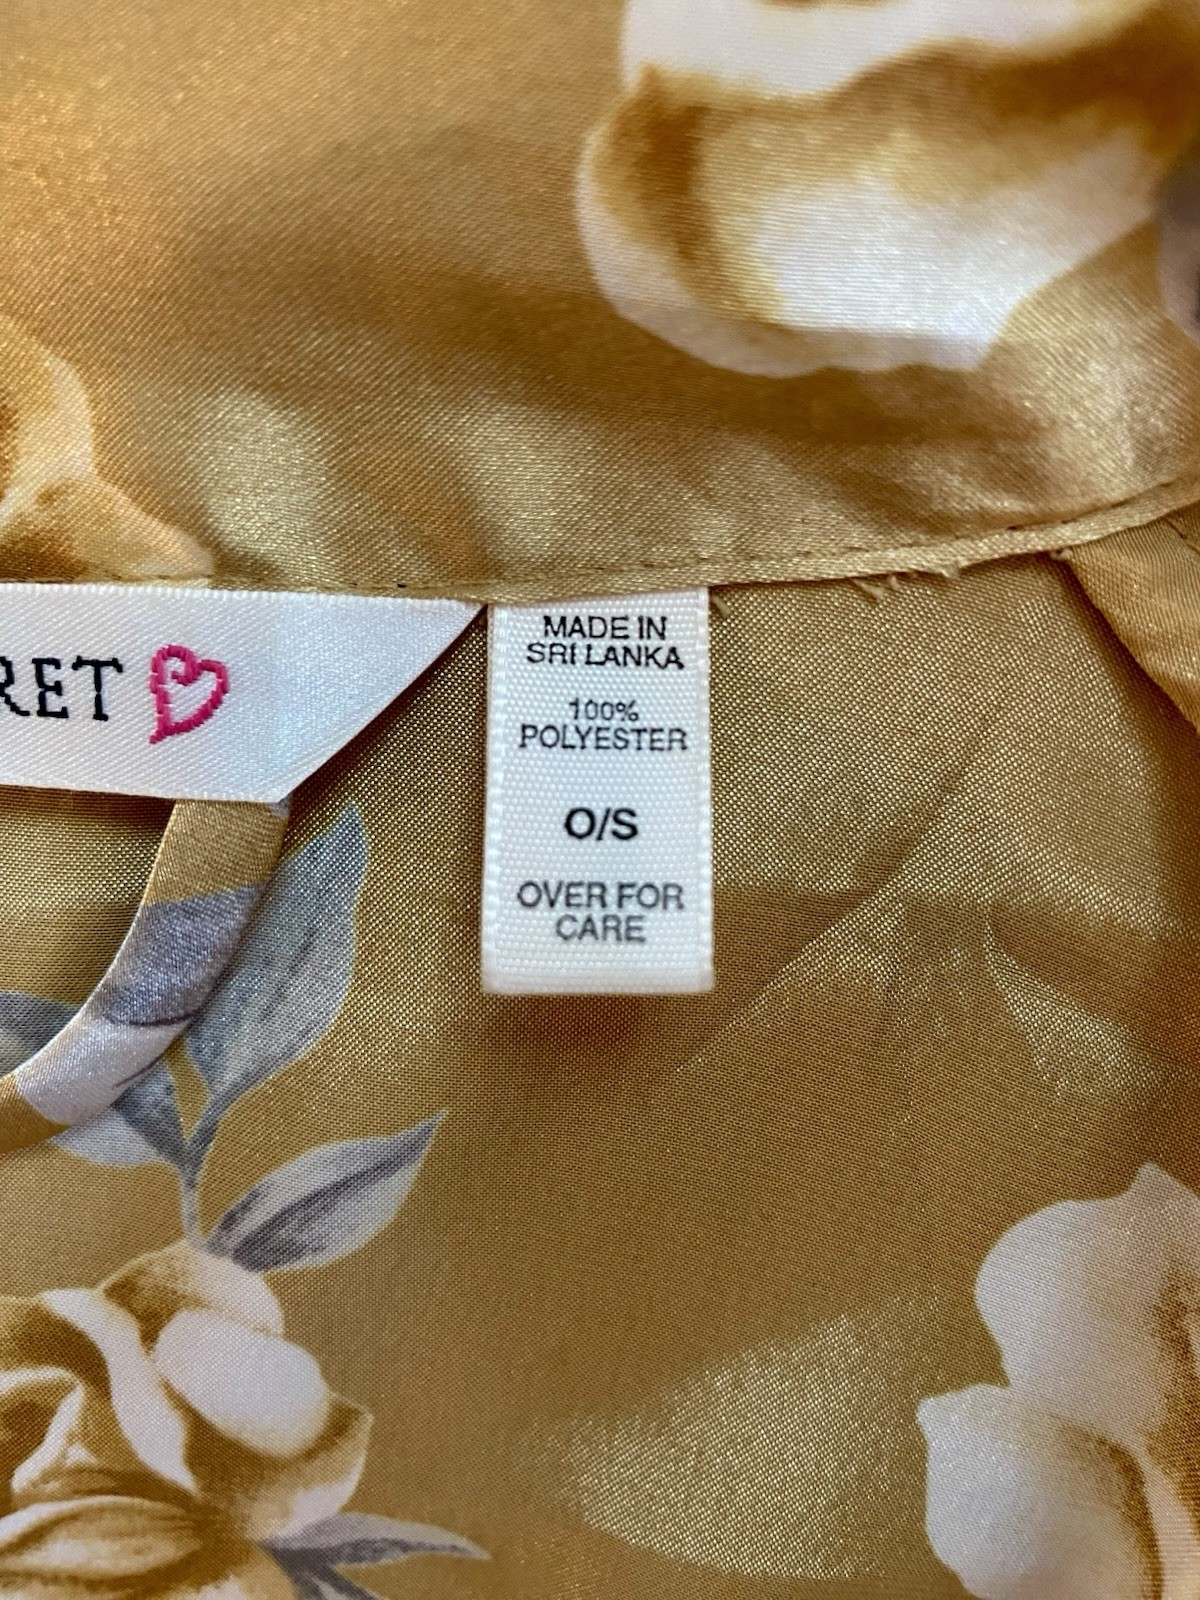 RET
MADE IN
SRI LANKA
100%
POLYESTER
O/S
OVER FOR
CARE